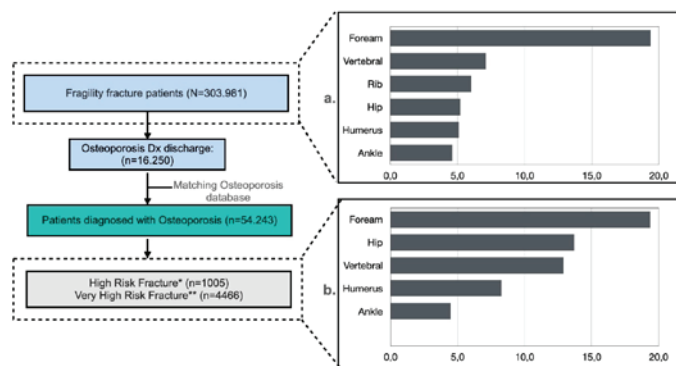 Fragility fracture patients (N=303.981)
Osteoporosis Dx discharge:
(n=16.250)
Matching Osteoporosis
database
Patients diagnosed with Osteoporosis (n=54.243)
High Risk Fracture* (n=1005)
Very High Risk Fracture** (n=4466)
a.
Foream
Vertebral
Rib
Hip
Humerus
Ankle
0,0 5,0 10,0 15,0 20,0
b.
Foream
Hip
Vertebral
Humerus
Ankle
0,0 5,0 10,0 15,0 20,0